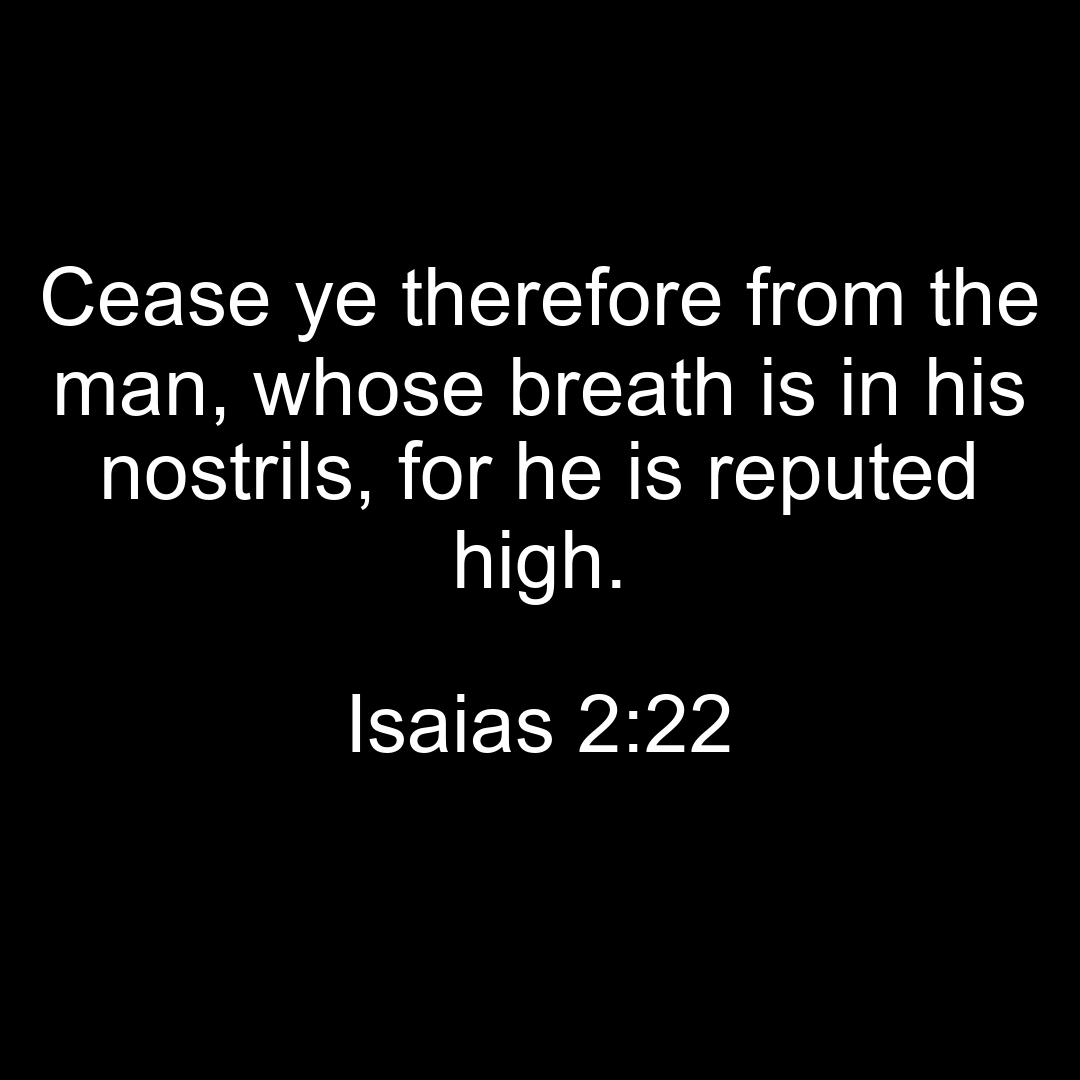 Cease ye therefore from the
man, whose breath is in his
nostrils, for he is reputed
high.
Isaias 2:22